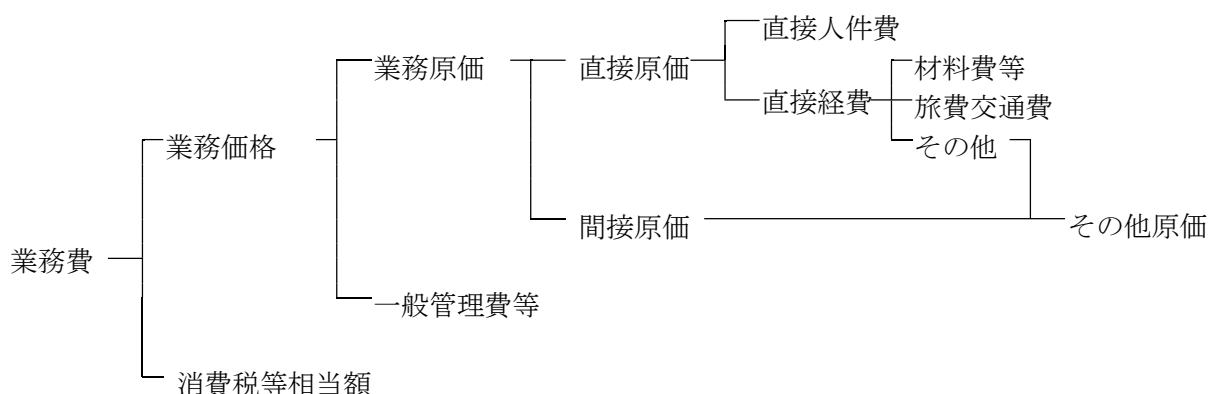 直接人件費
業務原価 直接原価 材料費等
直接経費 旅費交通費
業務価格 その他
間接原価 その他原価
業務費
一般管理費等
消費税等相当額